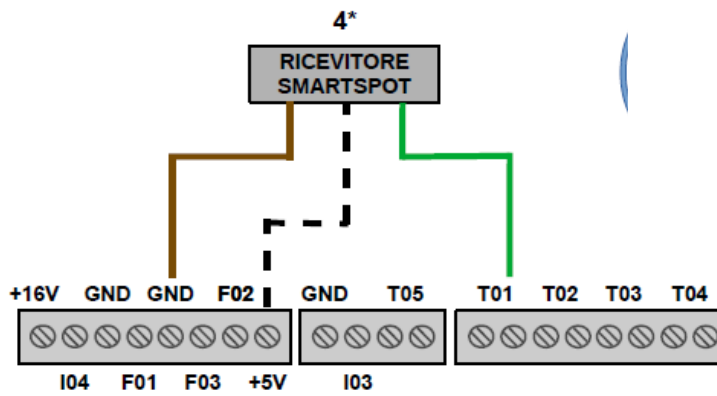 4*
RICEVITORE
SMARTSPOT
+16V GND GND F02 GND T05 T01 T02 T03 T04
I04 F01 F03 +5V I03